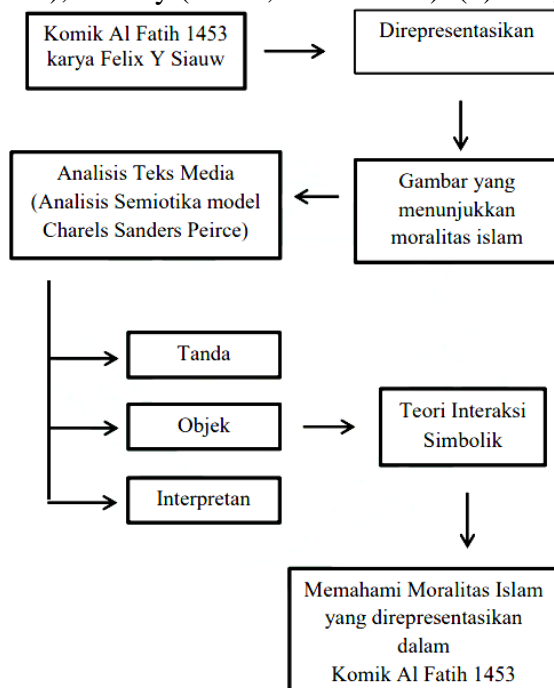 Komik Al Fatih 1453
karya Felix Y Siauw
Direpresentasikan
Gambar yang
menunjukkan
moralitas islam
Analisis Teks Media
(Analisis Semiotika model
Charels Sanders Peirce)
Tanda
Objek
Interpretan
Teori Interaksi
Simbolik
Memahami Moralitas Islam
yang direpresentasikan
dalam
Komik Al Fatih 1453